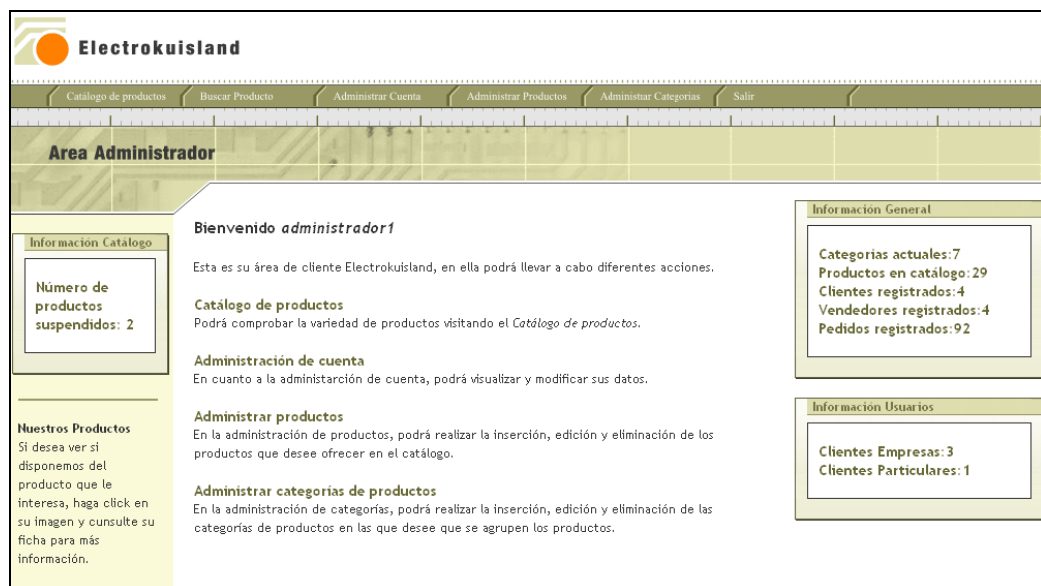 Electrokuisland
Catálogo de productos
Buscar Producto
Administrar Cuenta
Administrar Productos
Administrar Categorias
Salir
Area Administrador
Información Catálogo
Número de
productos
suspendidos: 2
Nuestros Productos
Si desea ver si
disponemos del
producto que le
interesa, haga click en
su imagen y cunsulte su
ficha para más
información.
Bienvenido administrador1
Esta es su área de cliente Electrokuisland, en ella podrá llevar a cabo diferentes acciones.
Catálogo de productos
Podrá comprobar la variedad de productos visitando el Catálogo de productos.
Administración de cuenta
En cuanto a la administarción de cuenta, podrá visualizar y modificar sus datos.
Administrar productos
En la administración de productos, podrá realizar la inserción, edición y eliminación de los
productos que desee ofrecer en el catálogo.
Administrar categorías de productos
En la administración de categorías, podrá realizar la inserción, edición y eliminación de las
categorías de productos en las que desee que se agrupen los productos.
Información General
Categorias actuales:7
Productos en catálogo:29
Clientes registrados:4
Vendedores registrados:4
Pedidos registrados:92
Información Usuarios
Clientes Empresas:3
Clientes Particulares:1